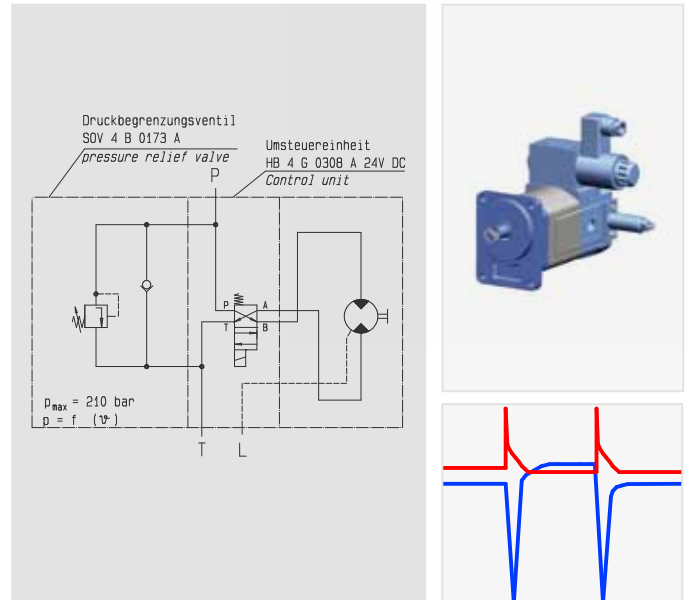 Druckbegrenzungsventil
SOV 4 B 0173 A
pressure relief valve
Umsteuereinheit
HB 4 G 0308 A 24V DC
Control unit
P
P A
T B
pmax = 210 bar
p = f (ϑ)
T L